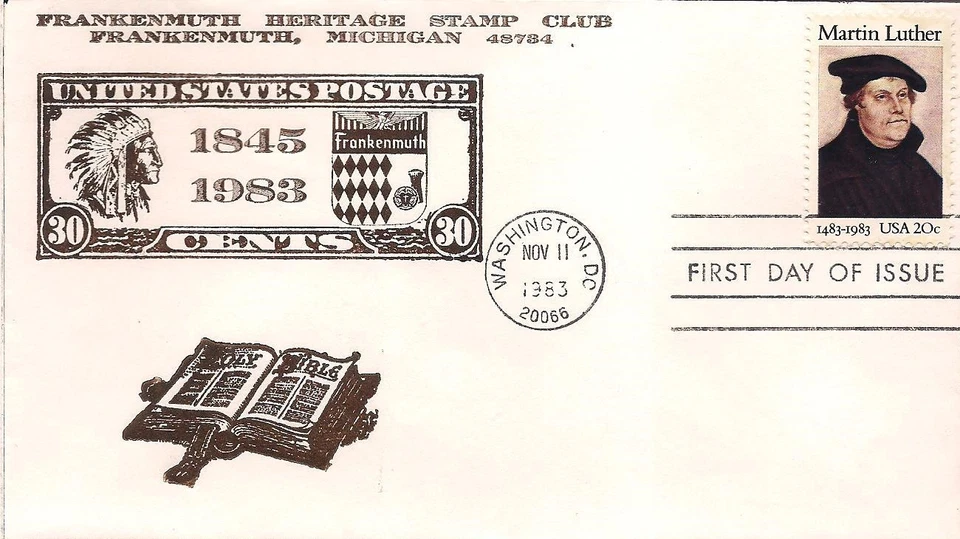 FRANKENMUTH HERITAGE STAMP CLUB
FRANKENMUTH, MICHIGAN 48734
UNITED STATES POSTAGE
1845
1983
Frankenmuth
30
CENTS
30
Martin Luther
1483-1983 USA 20c
WASHINGTON, DC
NOV 11
1983
20066
FIRST DAY OF ISSUE
HOLY BIBLE